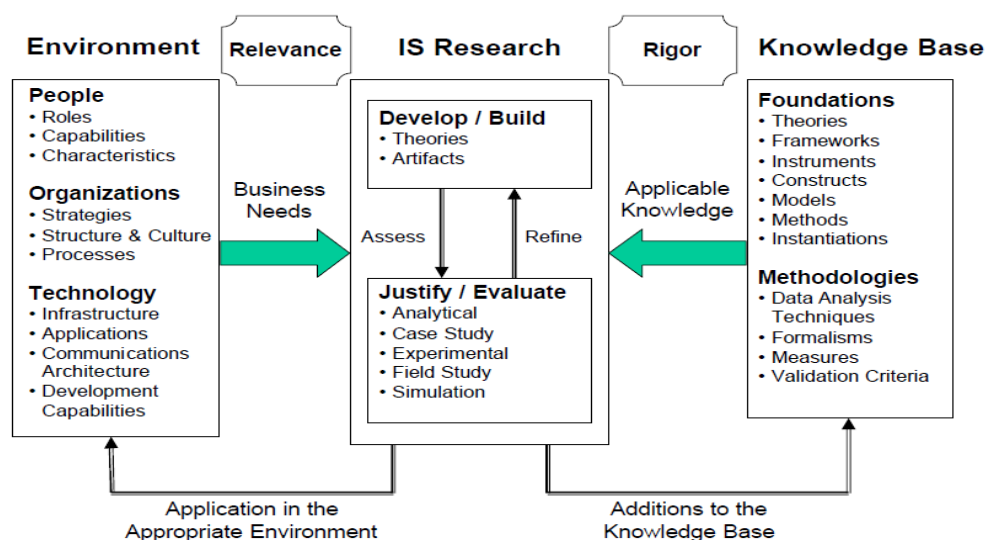 Environment
Relevance
IS Research
Rigor
Knowledge Base
People
• Roles
• Capabilities
• Characteristics
Organizations
• Strategies
• Structure & Culture
• Processes
Technology
• Infrastructure
• Applications
• Communications
Architecture
• Development
Capabilities
Business
Needs
Develop / Build
• Theories
• Artifacts
Assess
Refine
Justify / Evaluate
• Analytical
• Case Study
• Experimental
• Field Study
• Simulation
Applicable
Knowledge
Foundations
• Theories
• Frameworks
• Instruments
• Constructs
• Models
• Methods
• Instantiations
Methodologies
• Data Analysis
Techniques
• Formalisms
• Measures
• Validation Criteria
Application in the
Appropriate Environment
Additions to the
Knowledge Base